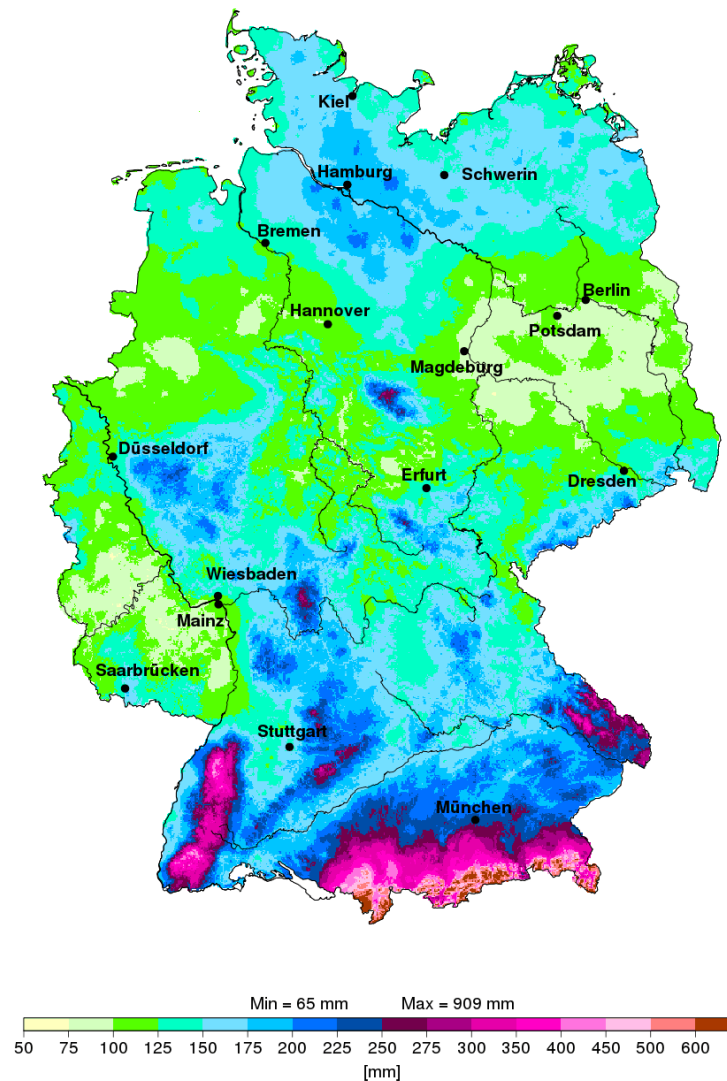 Kiel
Hamburg
Schwerin
Bremen
Berlin
Hannover
Potsdam
Magdeburg
Düsseldorf
Erfurt
Dresden
Wiesbaden
Mainz
Saarbrücken
Stuttgart
München
Min = 65 mm Max = 909 mm
50 75 100 125 150 175 200 225 250 275 300 350 400 450 500 600
[mm]